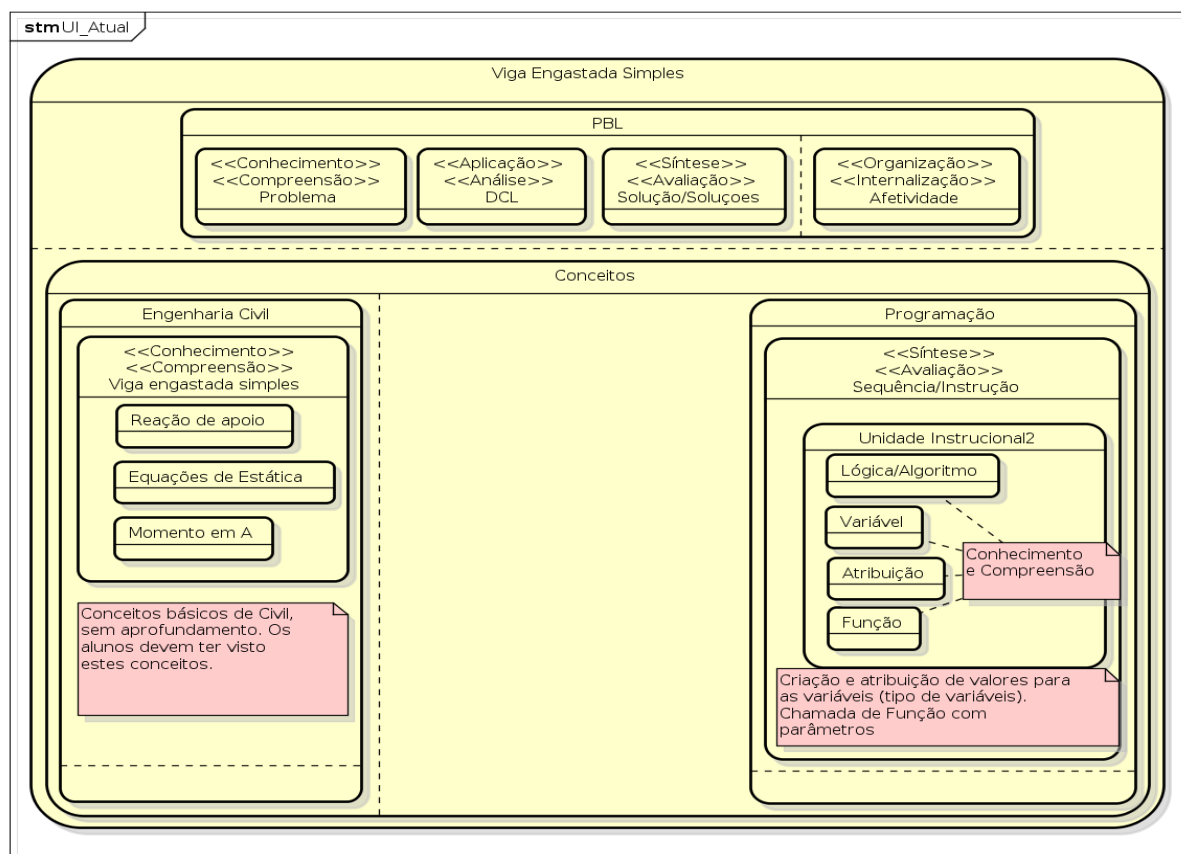 stm UI_Atual
Viga Engastada Simples
PBL
<<Conhecimento>>
<<Compreensão>>
Problema
<<Aplicação>>
<<Análise>>
DCL
<<Síntese>>
<<Avaliação>>
Solução/Soluçoes
<<Organização>>
<<Internalização>>
Afetividade
Conceitos
Engenharia Civil
<<Conhecimento>>
<<Compreensão>>
Viga engastada simples
Reação de apoio
Equações de Estática
Momento em A
Conceitos básicos de Civil,
sem aprofundamento. Os
alunos devem ter visto
estes conceitos.
Programação
<<Síntese>>
<<Avaliação>>
Sequência/Instrução
Unidade Instrucional2
Lógica/Algoritmo
Variável
Atribuição
Função
Conhecimento
e Compreensão
Criação e atribuição de valores para
as variáveis (tipo de variáveis).
Chamada de Função com
parâmetros